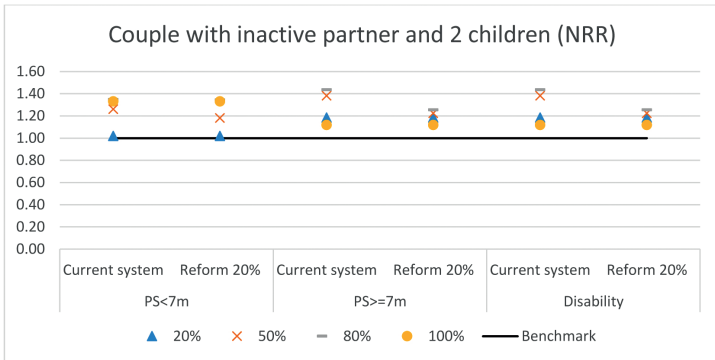 Couple with inactive partner and 2 children (NRR)
1.60
1.40
1.20
1.00
0.80
0.60
0.40
0.20
0.00
Current system Reform 20% Current system Reform 20% Current system Reform 20%
PS<7m PS>=7m Disability
20% 50% 80% 100% Benchmark